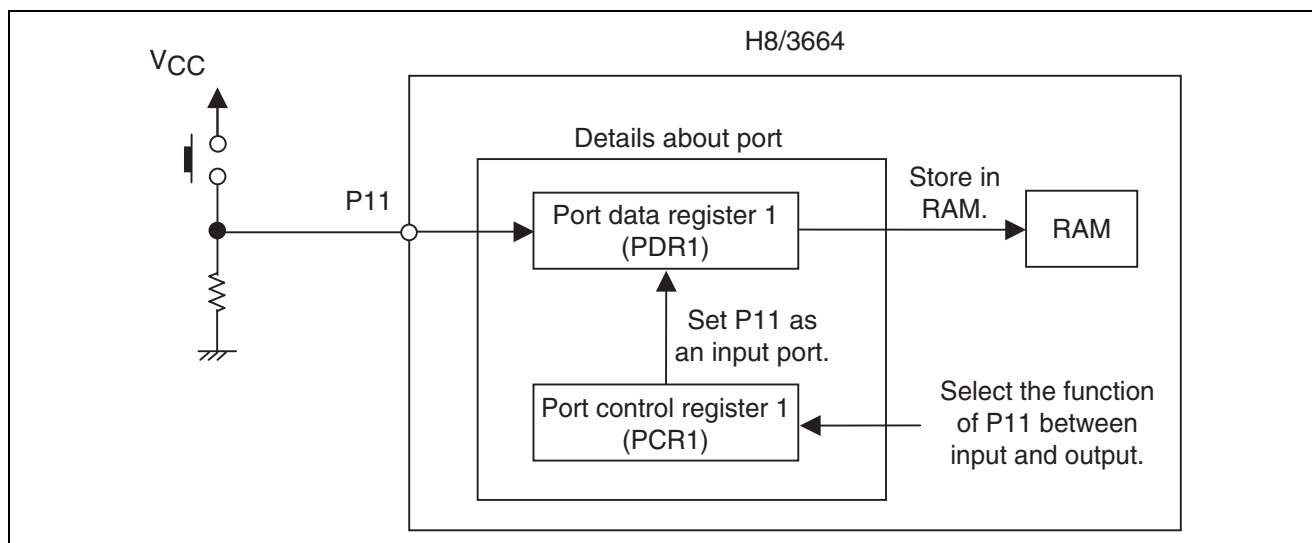 H8/3664
VCC
Details about port
P11
Port data register 1
(PDR1)
Store in
RAM.
RAM
Set P11 as
an input port.
Port control register 1
(PCR1)
Select the function
of P11 between
input and output.